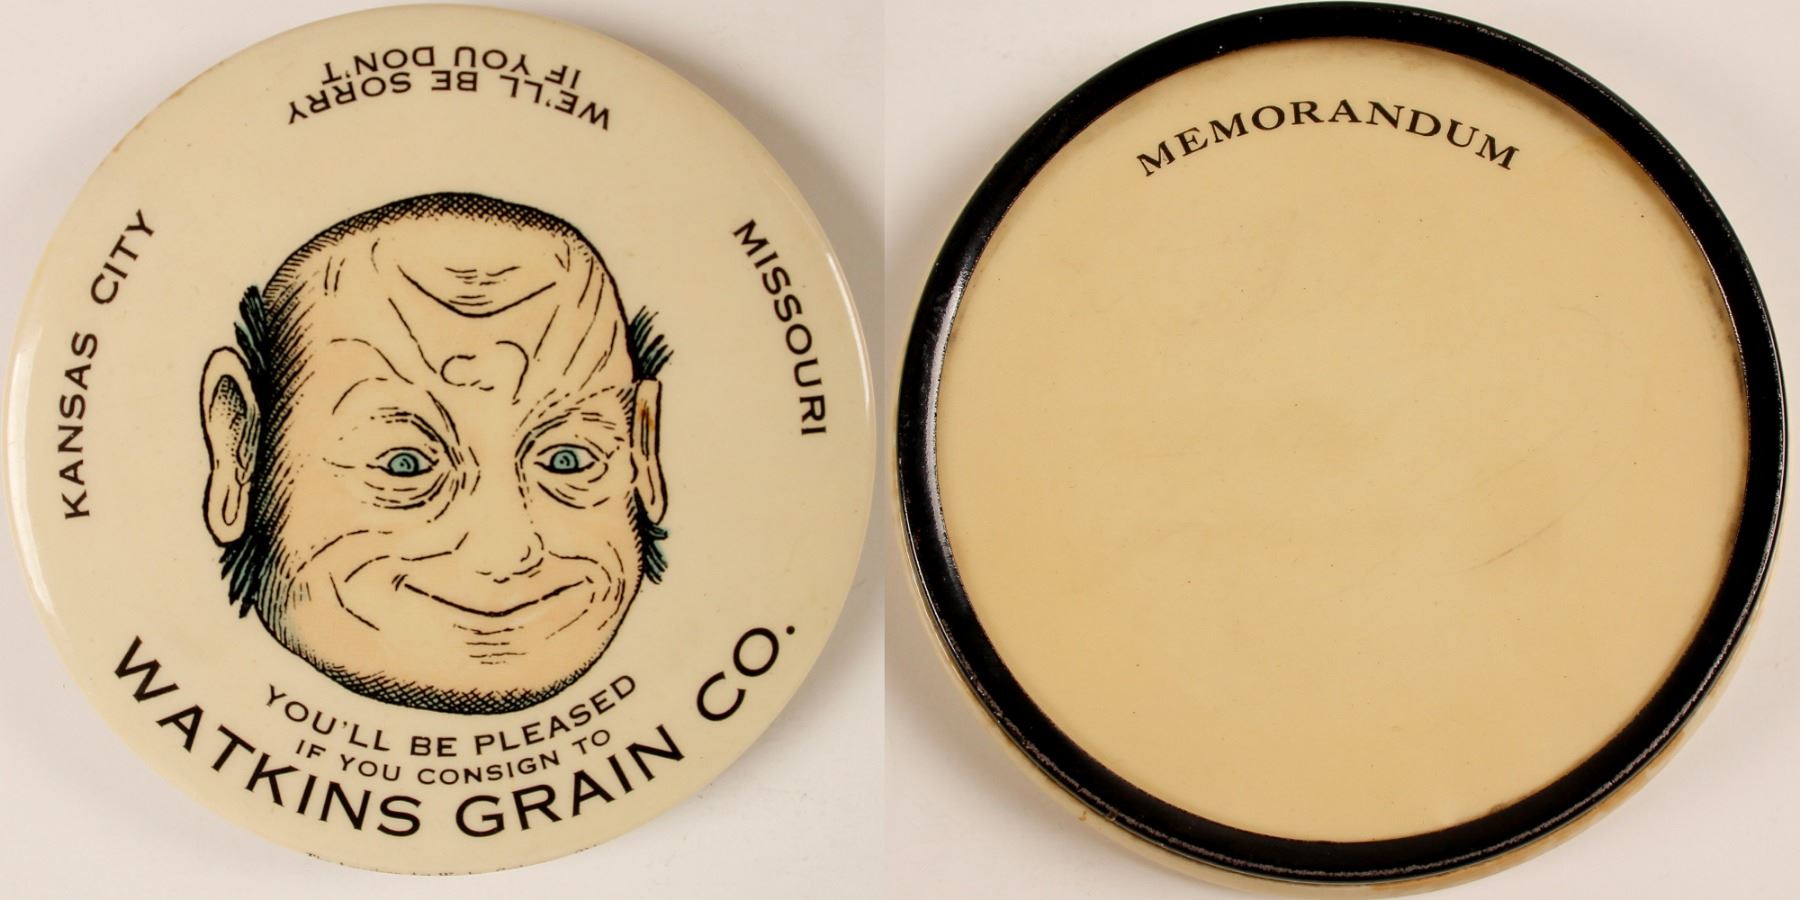 WE'LL BE SORRY
IF YOU DON'T
KANSAS CITY
MISSOURI
YOU'LL BE PLEASED
IF YOU CONSIGN TO
WATKINS GRAIN CO.
MEMORANDUM